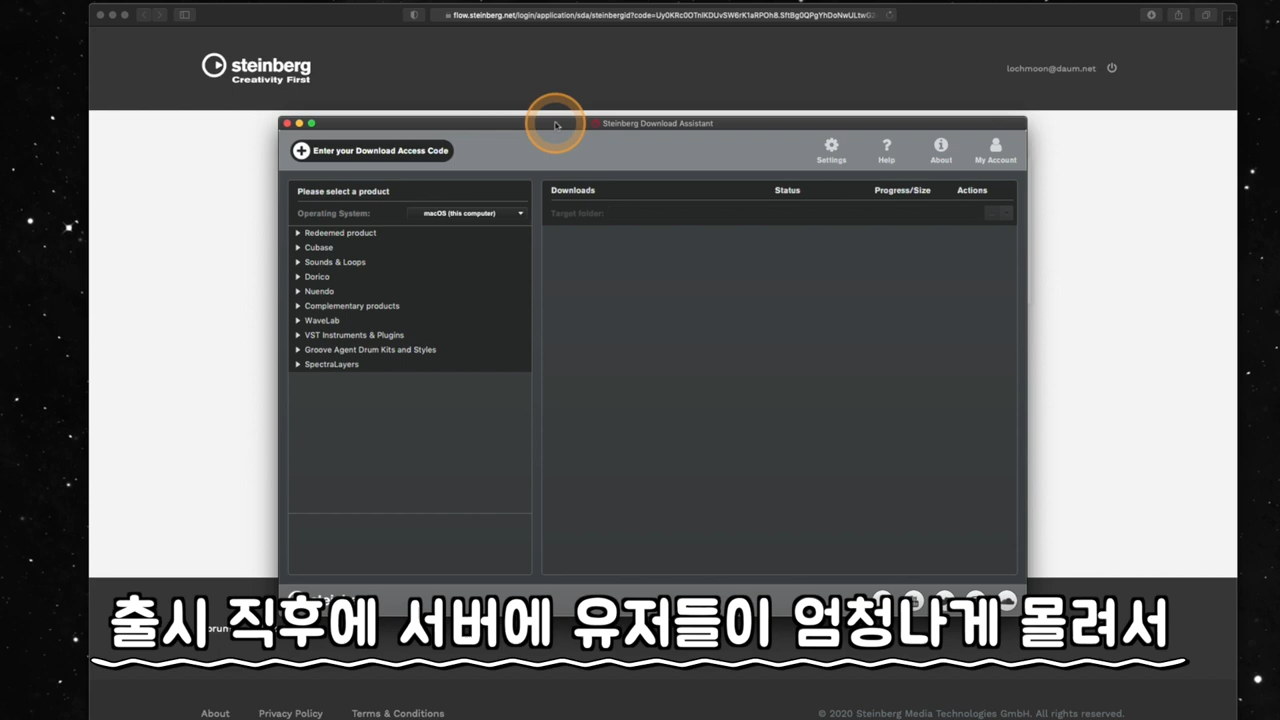 flow.steinberg.net/login/application/sda/steinbergid?code=Uy0KRc0OTnIKDUvSW6rK1aRPOh8.SftBg0QPgYhDoNwULtwG2
steinberg
Creativity First
lochmoon@daum.net
Steinberg Download Assistant
Enter your Download Access Code
Settings
Help
About
My Account
Please select a product
Operating System:
macOS (this computer)
Redeemed product
Cubase
Sounds & Loops
Dorico
Nuendo
Complementary products
WaveLab
VST Instruments & Plugins
Groove Agent Drum Kits and Styles
SpectraLayers
Downloads
Status
Progress/Size
Actions
Target folder:
출시 직후에 서버에 유저들이 엄청나게 몰려서
About
Privacy Policy
Terms & Conditions
© 2020 Steinberg Media Technologies GmbH. All rights reserved.